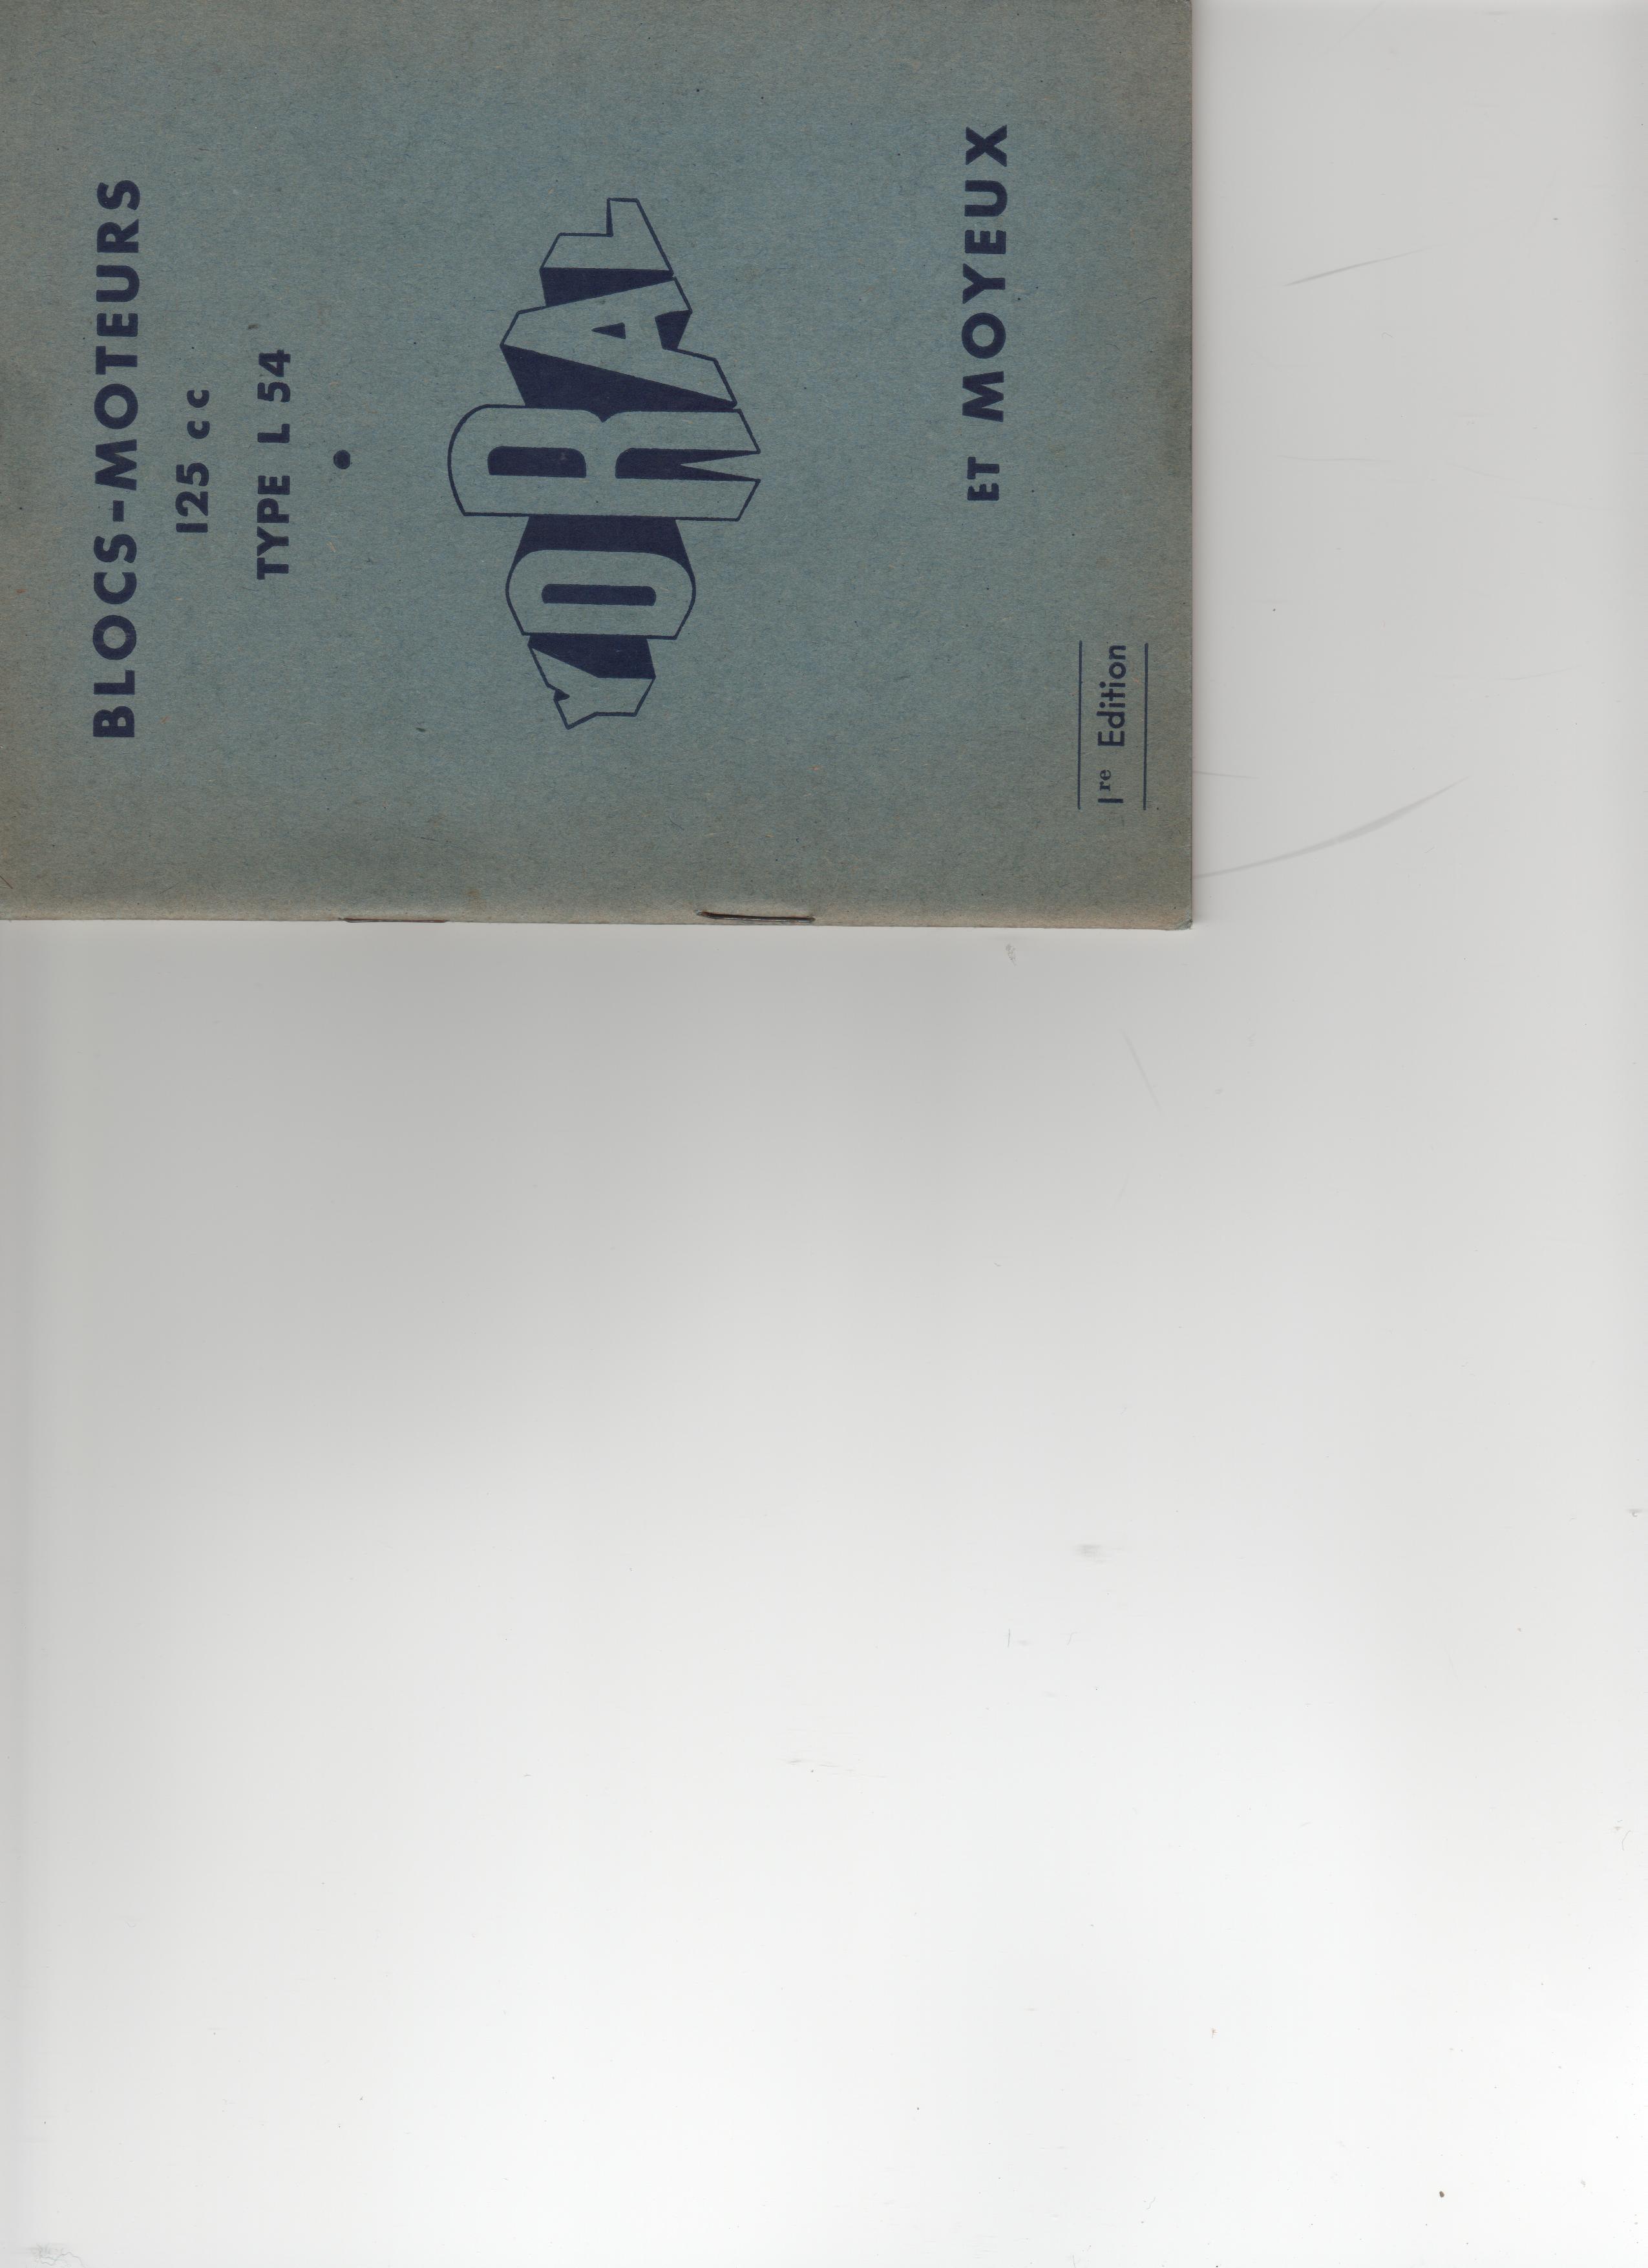 BLOCS-MOTEURS
125 cc
TYPE L 54
YDRAL
ET MOYEUX
1re Edition